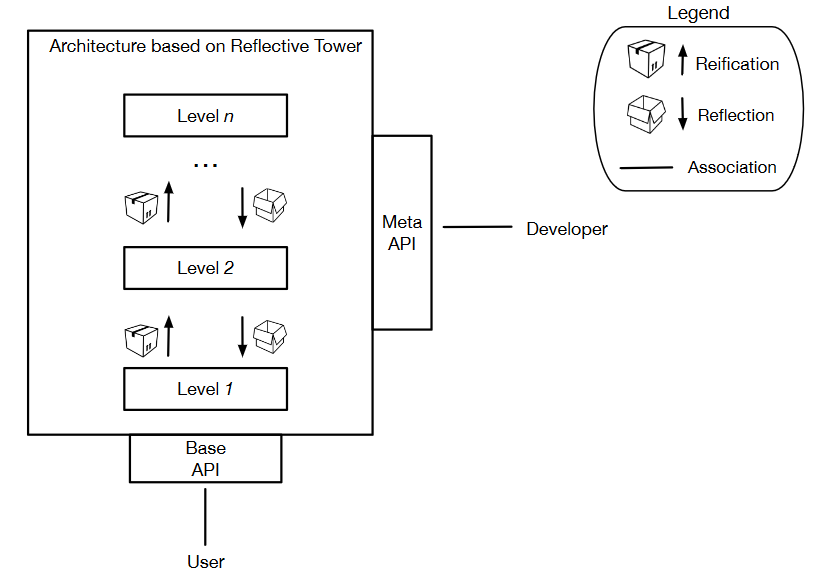 Architecture based on Reflective Tower
Level n
...
Level 2
Level 1
Base
API
User
Meta
API
Developer
Legend
Reification
Reflection
Association